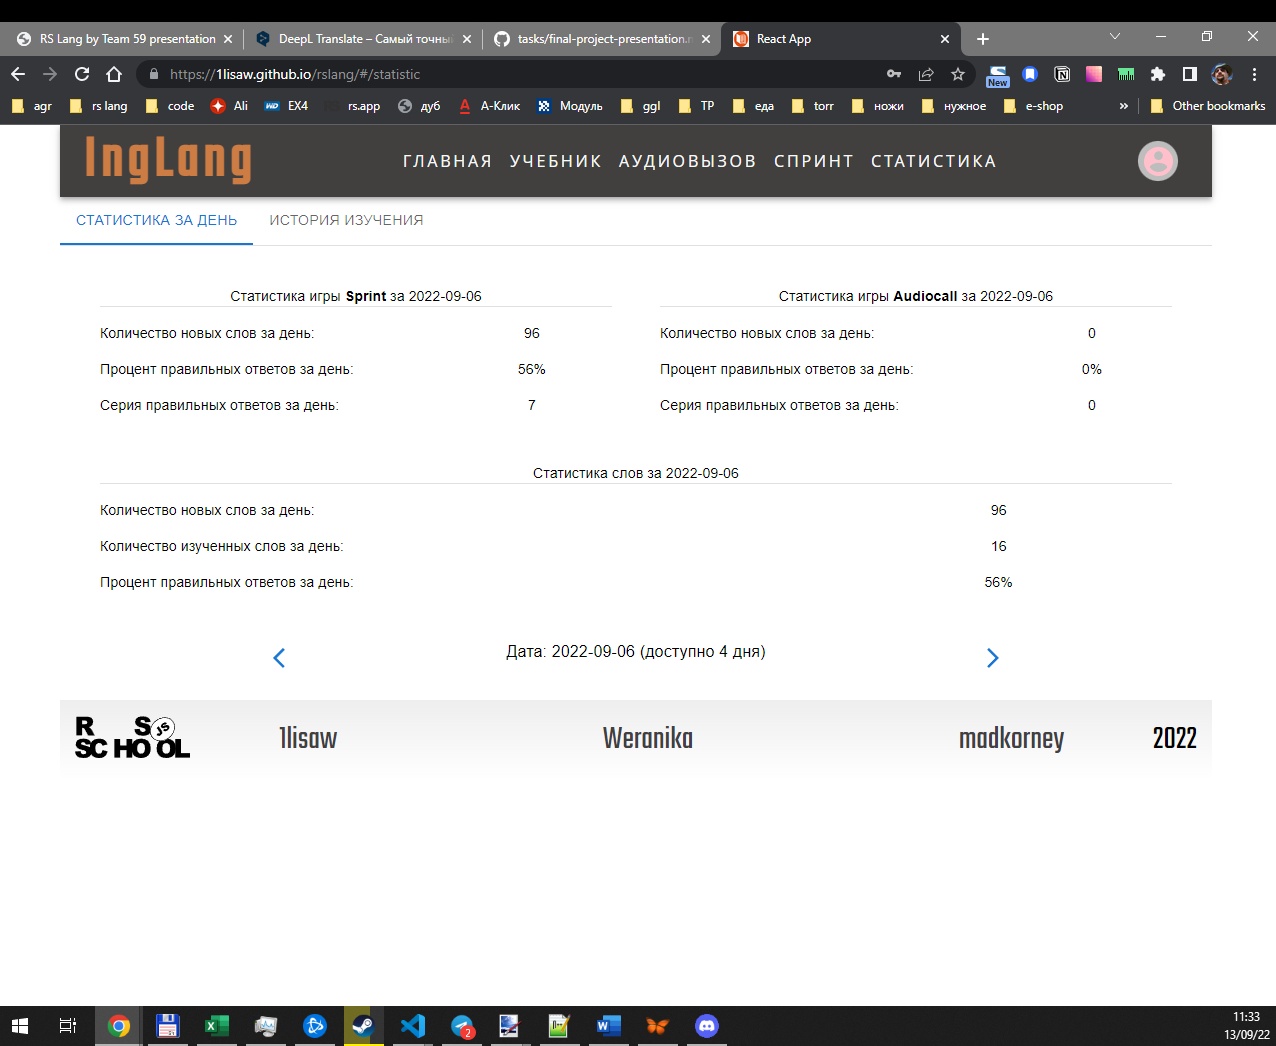 RS Lang by Team 59 presentation
DeepL Translate – Самый точны
tasks/final-project-presentation.m
React App
https://1lisaw.github.io/rslang/#/statistic
New
agr
rs lang
code
Ali
WD
EX4
rs.app
дуб
A
А-Клик
Модуль
ggl
ТР
еда
torr
ножи
нужное
e-shop
»
Other bookmarks
IngLang
ГЛАВНАЯ УЧЕБНИК АУДИОВЫЗОВ СПРИНТ СТАТИСТИКА
СТАТИСТИКА ЗА ДЕНЬ ИСТОРИЯ ИЗУЧЕНИЯ
Статистика игры Sprint за 2022-09-06
Количество новых слов за день: 96
Процент правильных ответов за день: 56%
Серия правильных ответов за день: 7
Статистика игры Audiocall за 2022-09-06
Количество новых слов за день: 0
Процент правильных ответов за день: 0%
Серия правильных ответов за день: 0
Статистика слов за 2022-09-06
Количество новых слов за день: 96
Количество изученных слов за день: 16
Процент правильных ответов за день: 56%
Дата: 2022-09-06 (доступно 4 дня)
R S JS
SCHOOL
1lisaw
Weranika
madkorney
2022
2
11:33
13/09/22